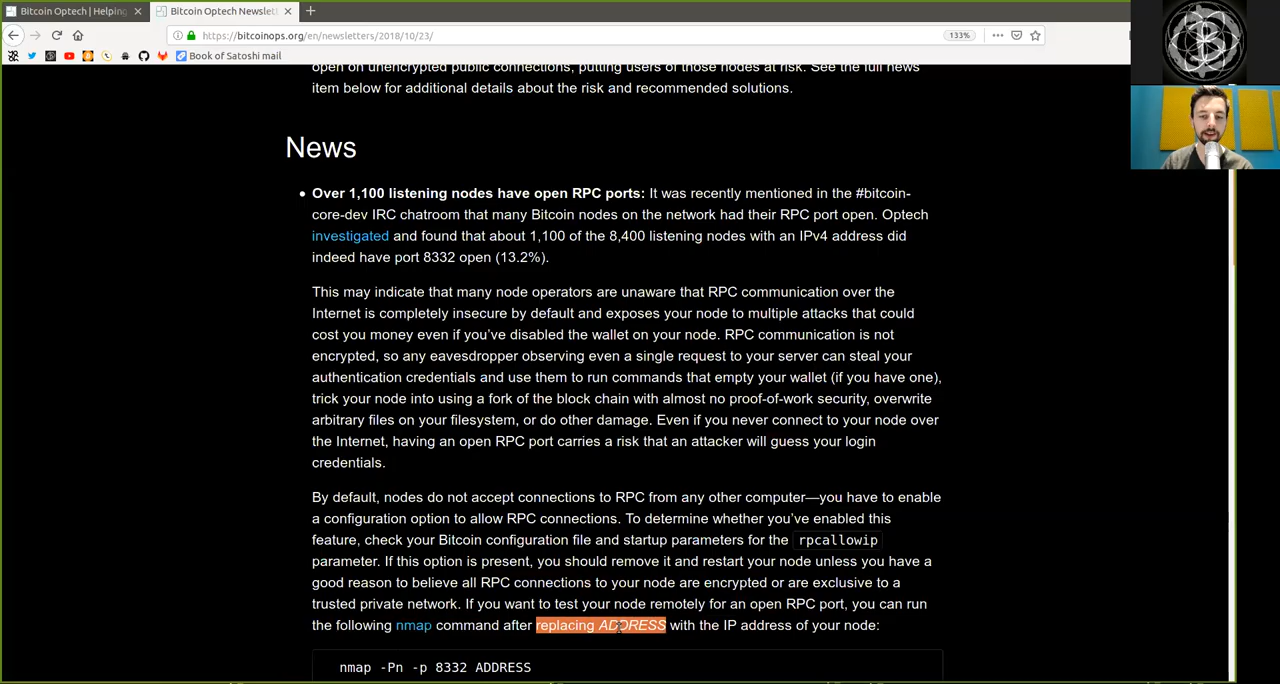 Bitcoin Optech | Helping
Bitcoin Optech Newslet
https://bitcoinops.org/en/newsletters/2018/10/23/
133%
Book of Satoshi mail
open on unencrypted public connections, putting users of those nodes at risk. See the full news
item below for additional details about the risk and recommended solutions.
News
• Over 1,100 listening nodes have open RPC ports: It was recently mentioned in the #bitcoin-
core-dev IRC chatroom that many Bitcoin nodes on the network had their RPC port open. Optech
investigated and found that about 1,100 of the 8,400 listening nodes with an IPv4 address did
indeed have port 8332 open (13.2%).
This may indicate that many node operators are unaware that RPC communication over the
Internet is completely insecure by default and exposes your node to multiple attacks that could
cost you money even if you’ve disabled the wallet on your node. RPC communication is not
encrypted, so any eavesdropper observing even a single request to your server can steal your
authentication credentials and use them to run commands that empty your wallet (if you have one),
trick your node into using a fork of the block chain with almost no proof-of-work security, overwrite
arbitrary files on your filesystem, or do other damage. Even if you never connect to your node over
the Internet, having an open RPC port carries a risk that an attacker will guess your login
credentials.
By default, nodes do not accept connections to RPC from any other computer—you have to enable
a configuration option to allow RPC connections. To determine whether you’ve enabled this
feature, check your Bitcoin configuration file and startup parameters for the rpcallowip
parameter. If this option is present, you should remove it and restart your node unless you have a
good reason to believe all RPC connections to your node are encrypted or are exclusive to a
trusted private network. If you want to test your node remotely for an open RPC port, you can run
the following nmap command after replacing ADDRESS with the IP address of your node:
nmap -Pn -p 8332 ADDRESS